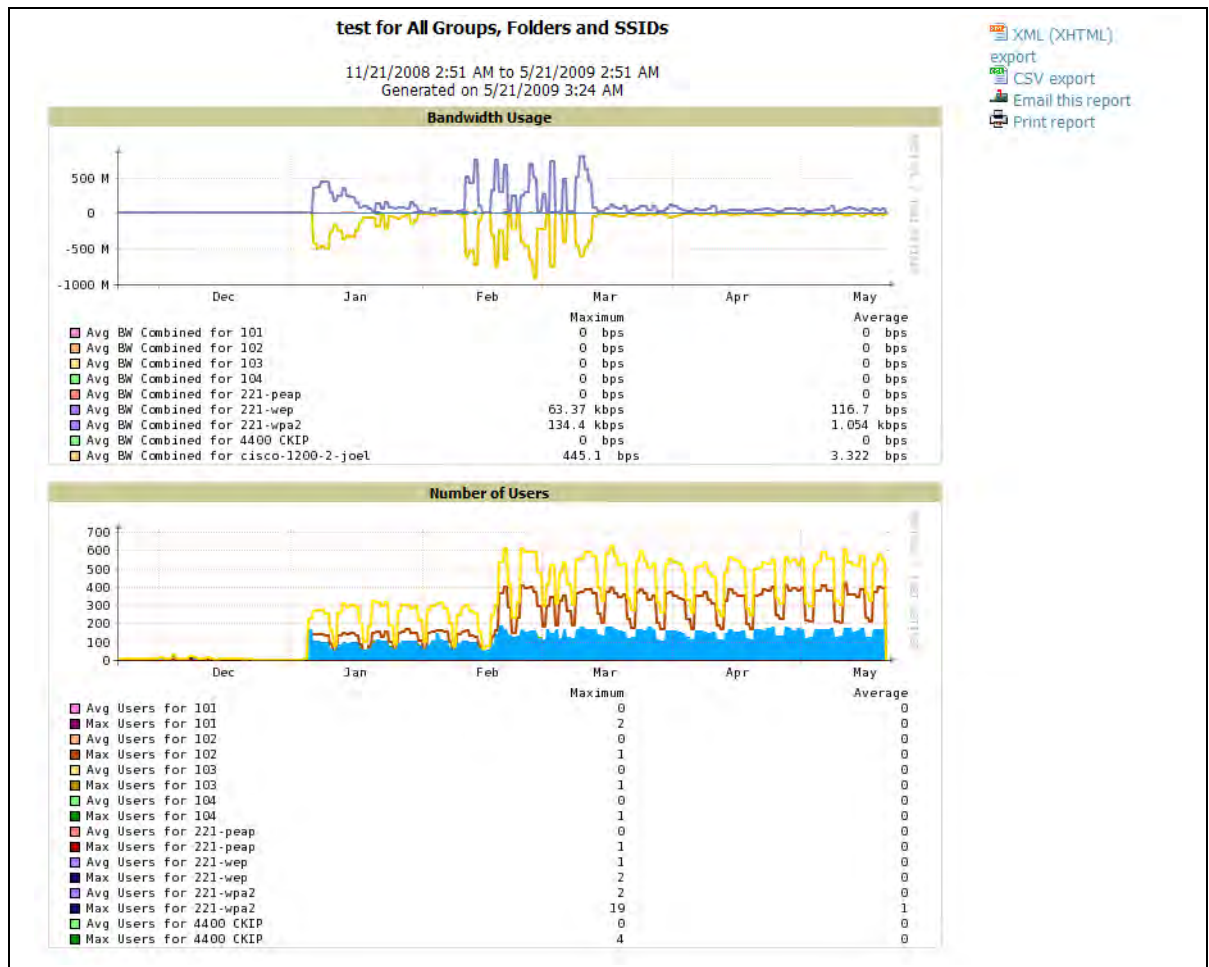 test for All Groups, Folders and SSIDs
11/21/2008 2:51 AM to 5/21/2009 2:51 AM
Generated on 5/21/2009 3:24 AM
XML (XHTML)
export
CSV export
Email this report
Print report
Bandwidth Usage
500 M
0
-500 M
-1000 M
Dec Jan Feb Mar Apr May
Maximum Average
Avg BW Combined for 101 0 bps 0 bps
Avg BW Combined for 102 0 bps 0 bps
Avg BW Combined for 103 0 bps 0 bps
Avg BW Combined for 104 0 bps 0 bps
Avg BW Combined for 221-peap 0 bps 0 bps
Avg BW Combined for 221-wep 63.37 kbps 116.7 bps
Avg BW Combined for 221-wpa2 134.4 kbps 1.054 kbps
Avg BW Combined for 4400 CKIP 0 bps 0 bps
Avg BW Combined for cisco-1200-2-joel 445.1 bps 3.322 bps
Number of Users
700
600
500
400
300
200
100
0
Dec Jan Feb Mar Apr May
Maximum Average
Avg Users for 101 0 0
Max Users for 101 2 0
Avg Users for 102 0 0
Max Users for 102 1 0
Avg Users for 103 0 0
Max Users for 103 1 0
Avg Users for 104 0 0
Max Users for 104 1 0
Avg Users for 221-peap 0 0
Max Users for 221-peap 1 0
Avg Users for 221-wep 1 0
Max Users for 221-wep 2 0
Avg Users for 221-wpa2 2 0
Max Users for 221-wpa2 19 1
Avg Users for 4400 CKIP 0 0
Max Users for 4400 CKIP 4 0